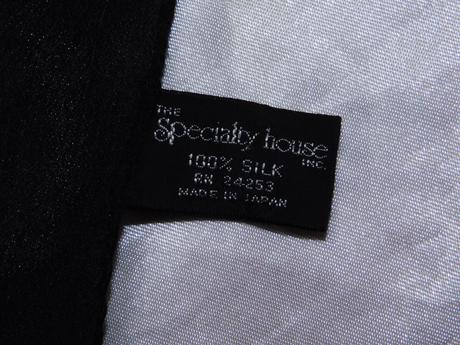 THE
Specialty house
INC.
100% SILK
RN 24253
MADE IN JAPAN